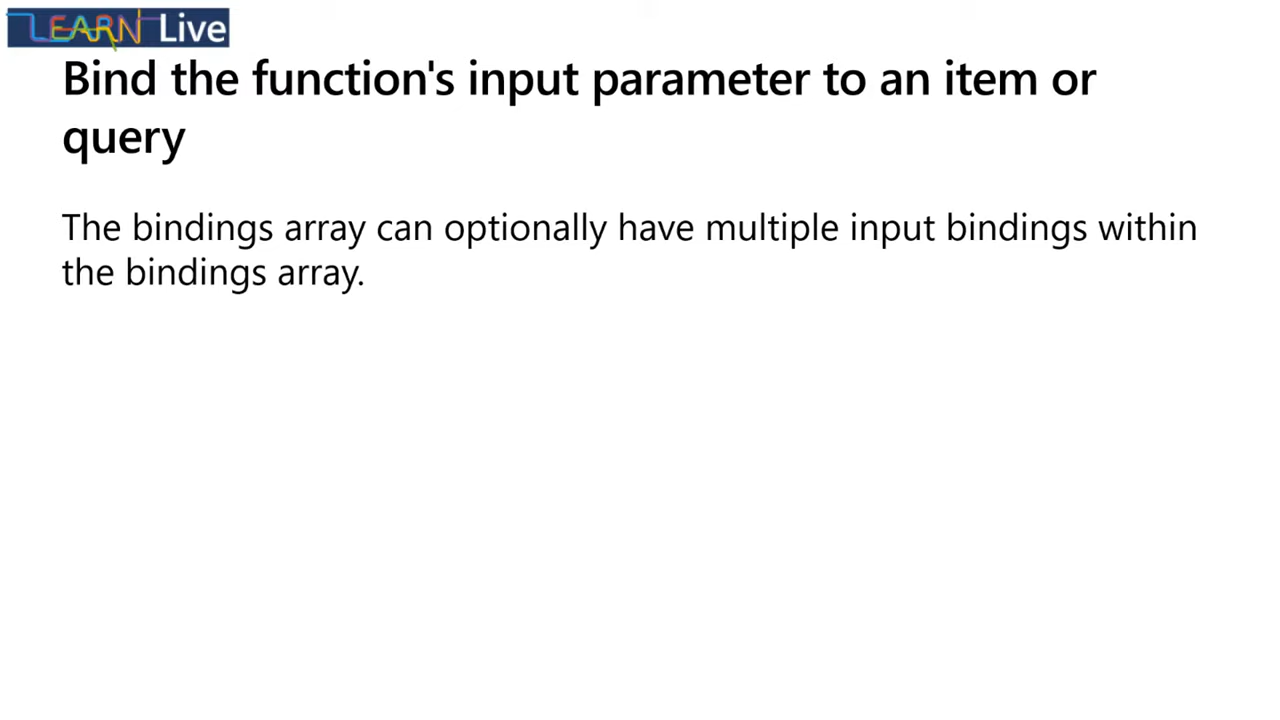 LEARN Live
Bind the function's input parameter to an item or
query
The bindings array can optionally have multiple input bindings within
the bindings array.